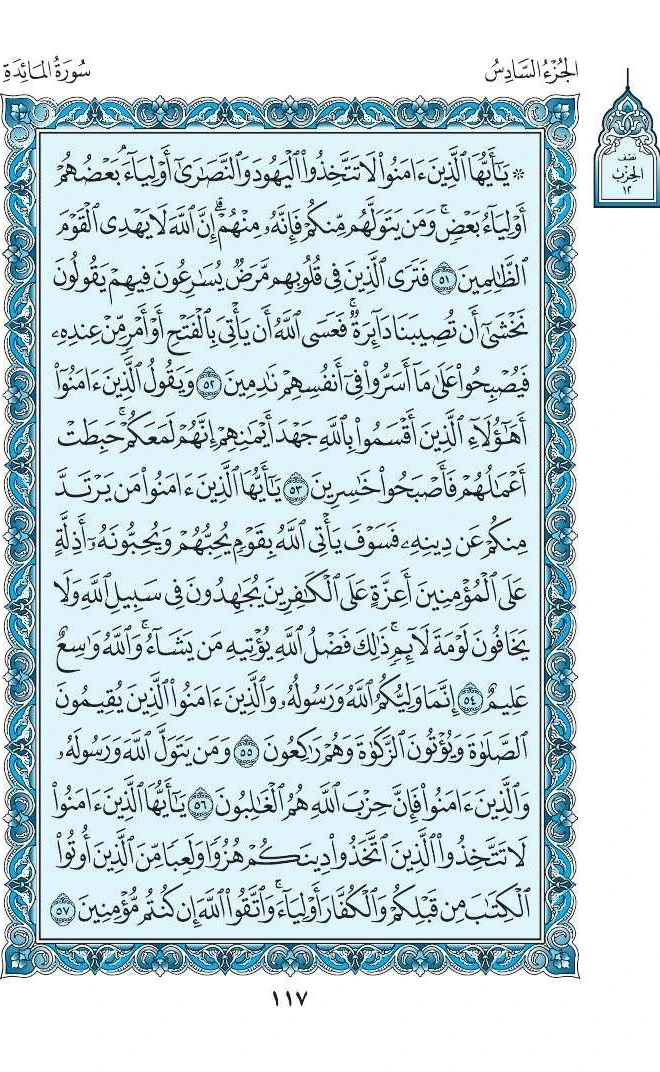 الجُزْءُ السَّادِسُ
سُورَةُ المَائِدَةِ
نصف
الحِزْب
١٢
۞ يَٰٓأَيُّهَا ٱلَّذِينَ ءَامَنُواْ لَا تَتَّخِذُواْ ٱلۡيَهُودَ وَٱلنَّصَٰرَىٰٓ أَوۡلِيَآءَۘ بَعۡضُهُمۡ
أَوۡلِيَآءُ بَعۡضٖۚ وَمَن يَتَوَلَّهُم مِّنكُمۡ فَإِنَّهُۥ مِنۡهُمۡۗ إِنَّ ٱللَّهَ لَا يَهۡدِي ٱلۡقَوۡمَ
ٱلظَّٰلِمِينَ ٥١ فَتَرَى ٱلَّذِينَ فِي قُلُوبِهِم مَّرَضٞ يُسَٰرِعُونَ فِيهِمۡ يَقُولُونَ
نَخۡشَىٰٓ أَن تُصِيبَنَا دَآئِرَةٞۚ فَعَسَى ٱللَّهُ أَن يَأۡتِيَ بِٱلۡفَتۡحِ أَوۡ أَمۡرٖ مِّنۡ عِندِهِۦ
فَيُصۡبِحُواْ عَلَىٰ مَآ أَسَرُّواْ فِيٓ أَنفُسِهِمۡ نَٰدِمِينَ ٥٢ وَيَقُولُ ٱلَّذِينَ ءَامَنُوٓاْ
أَهَٰٓؤُلَآءِ ٱلَّذِينَ أَقۡسَمُواْ بِٱللَّهِ جَهۡدَ أَيۡمَٰنِهِمۡ إِنَّهُمۡ لَمَعَكُمۡۚ حَبِطَتۡ
أَعۡمَٰلُهُمۡ فَأَصۡبَحُواْ خَٰسِرِينَ ٥٣ يَٰٓأَيُّهَا ٱلَّذِينَ ءَامَنُواْ مَن يَرۡتَدَّ
مِنكُمۡ عَن دِينِهِۦ فَسَوۡفَ يَأۡتِي ٱللَّهُ بِقَوۡمٖ يُحِبُّهُمۡ وَيُحِبُّونَهُۥٓ أَذِلَّةٍ
عَلَى ٱلۡمُؤۡمِنِينَ أَعِزَّةٍ عَلَى ٱلۡكَٰفِرِينَ يُجَٰهِدُونَ فِي سَبِيلِ ٱللَّهِ وَلَا
يَخَافُونَ لَوۡمَةَ لَآئِمٖۚ ذَٰلِكَ فَضۡلُ ٱللَّهِ يُؤۡتِيهِ مَن يَشَآءُۚ وَٱللَّهُ وَٰسِعٌ
عَلِيمٌ ٥٤ إِنَّمَا وَلِيُّكُمُ ٱللَّهُ وَرَسُولُهُۥ وَٱلَّذِينَ ءَامَنُواْ ٱلَّذِينَ يُقِيمُونَ
ٱلصَّلَوٰةَ وَيُؤۡتُونَ ٱلزَّكَوٰةَ وَهُمۡ رَٰكِعُونَ ٥٥ وَمَن يَتَوَلَّ ٱللَّهَ وَرَسُولَهُۥ
وَٱلَّذِينَ ءَامَنُواْ فَإِنَّ حِزۡبَ ٱللَّهِ هُمُ ٱلۡغَٰلِبُونَ ٥٦ يَٰٓأَيُّهَا ٱلَّذِينَ ءَامَنُواْ
لَا تَتَّخِذُواْ ٱلَّذِينَ ٱتَّخَذُواْ دِينَكُمۡ هُزُوٗا وَلَعِبٗا مِّنَ ٱلَّذِينَ أُوتُواْ
ٱلۡكِتَٰبَ مِن قَبۡلِكُمۡ وَٱلۡكُفَّارَ أَوۡلِيَآءَۚ وَٱتَّقُواْ ٱللَّهَ إِن كُنتُم مُّؤۡمِنِينَ ٥٧
١١٧